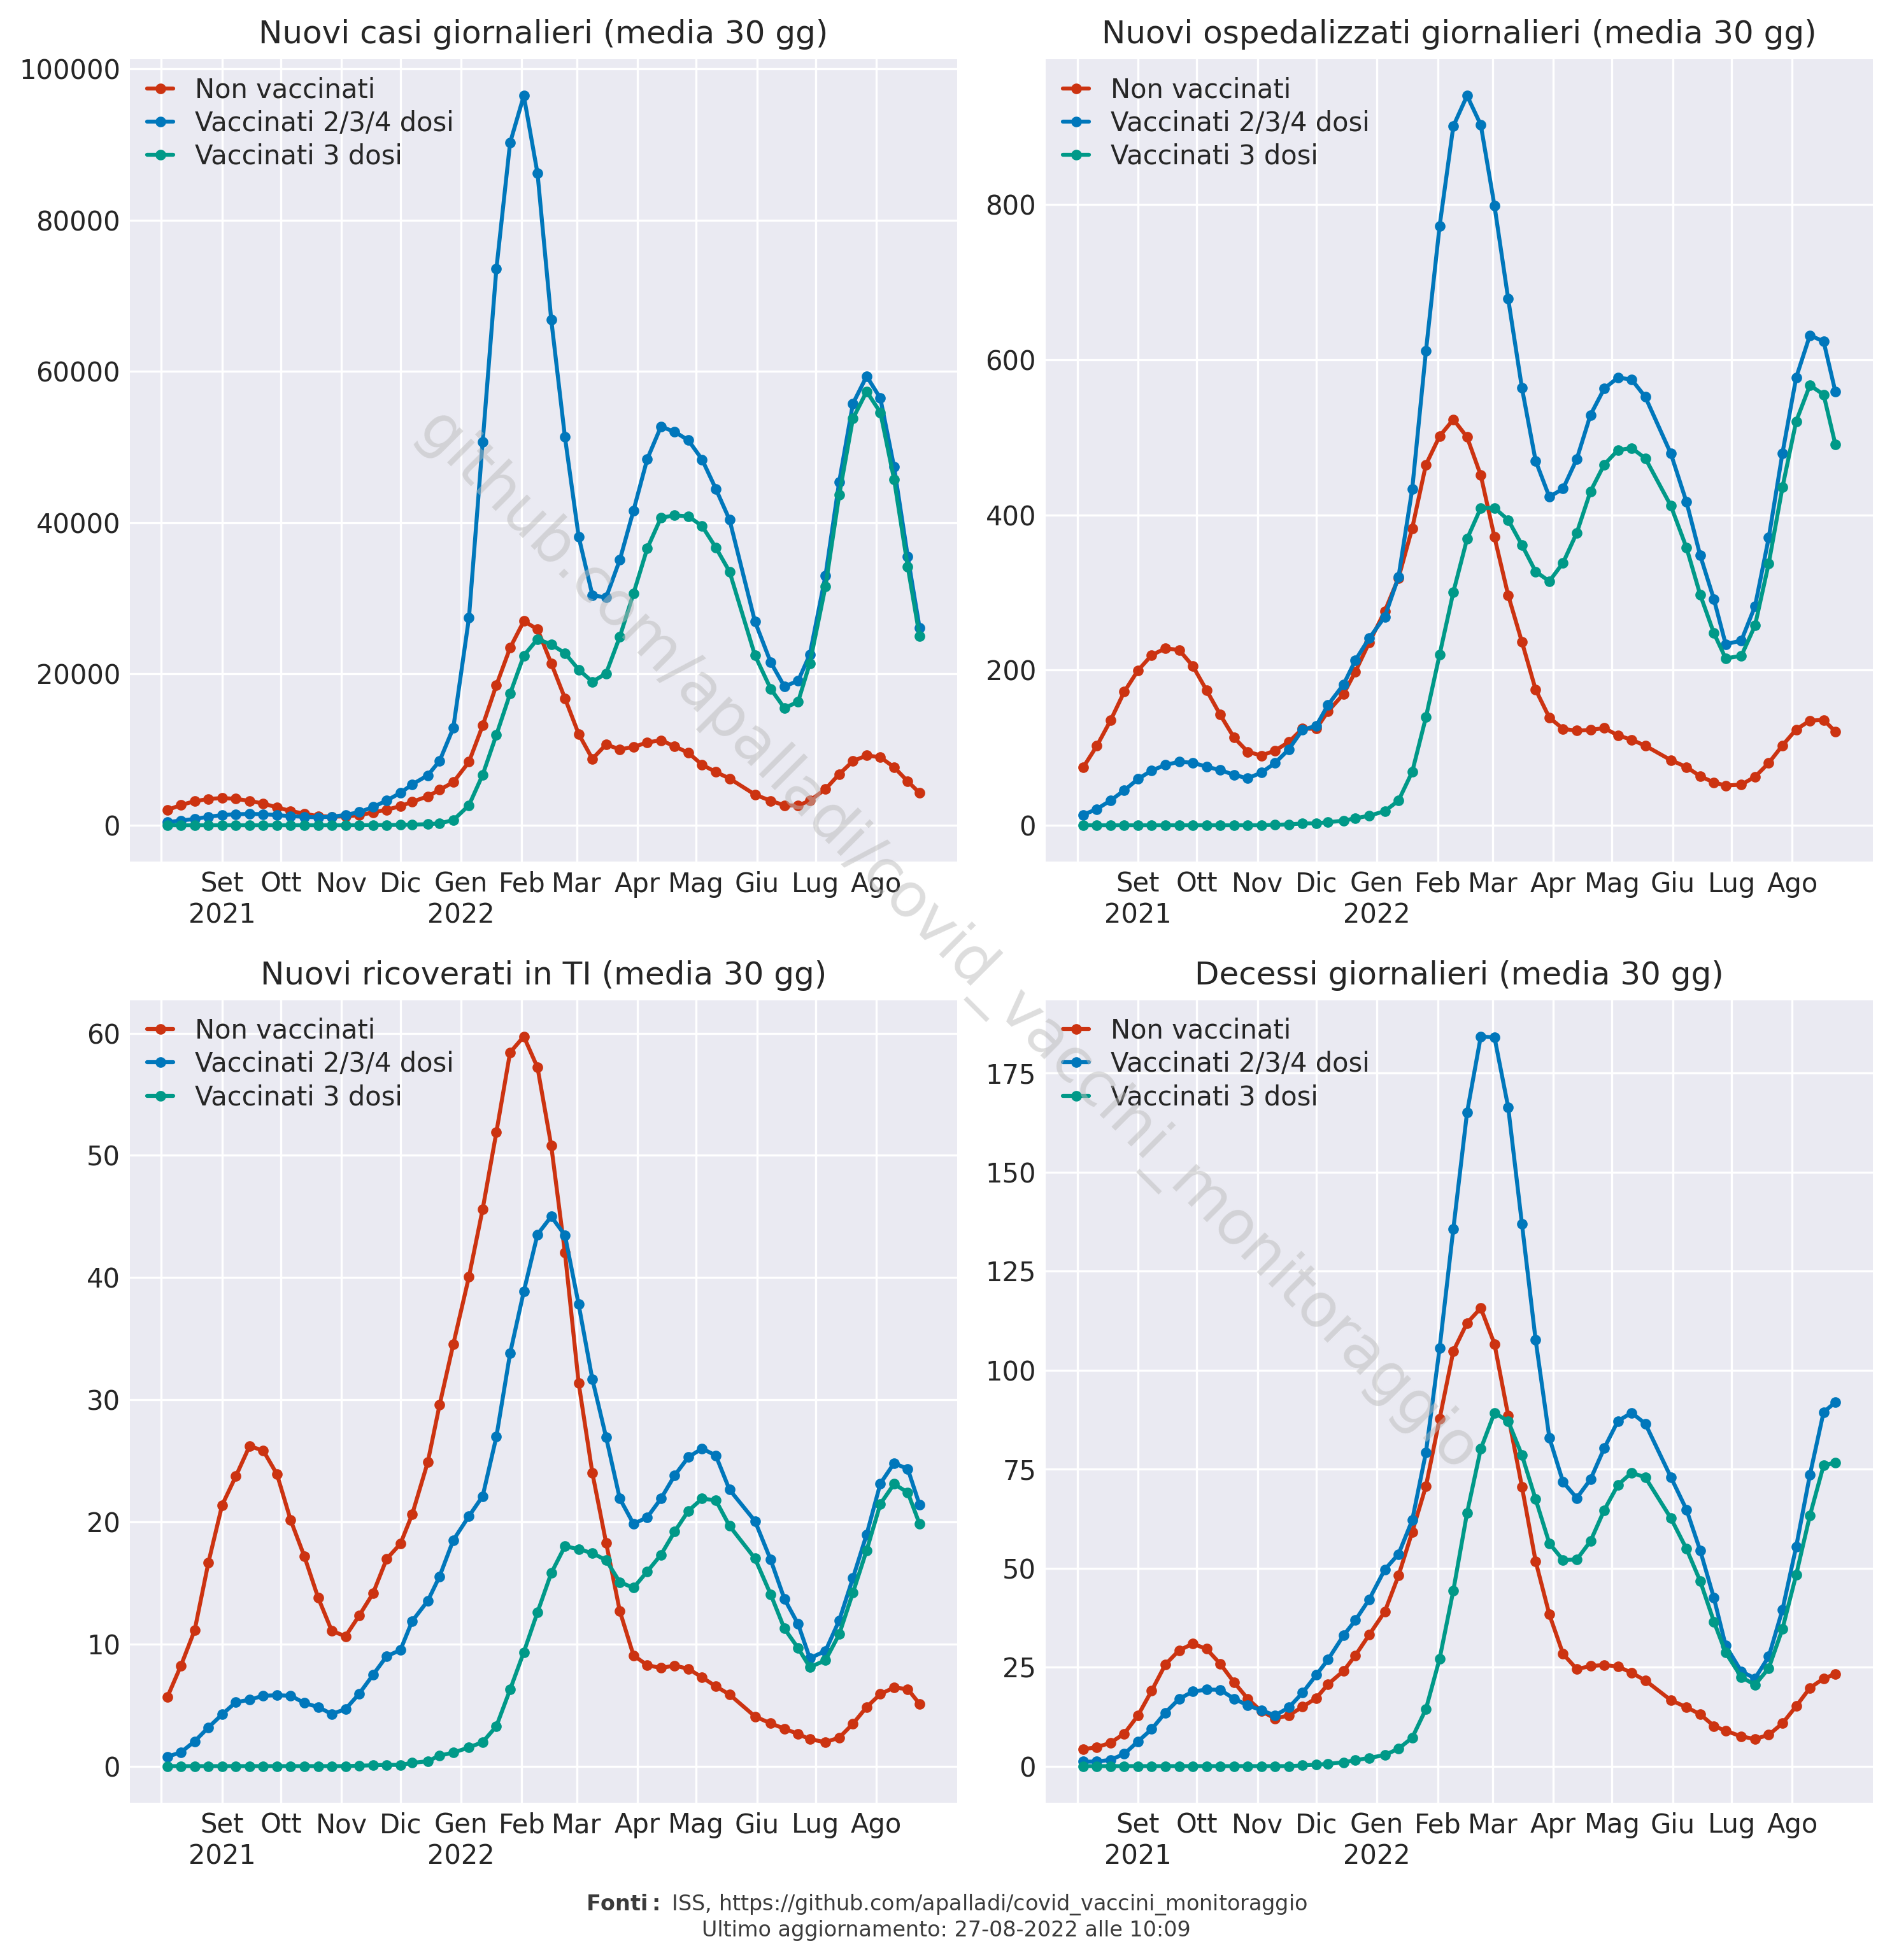 Nuovi casi giornalieri (media 30 gg)
100000
80000
60000
40000
20000
0
Non vaccinati
Vaccinati 2/3/4 dosi
Vaccinati 3 dosi
Set Ott Nov Dic Gen Feb Mar Apr Mag Giu Lug Ago
2021 2022
Nuovi ospedalizzati giornalieri (media 30 gg)
800
600
400
200
0
Non vaccinati
Vaccinati 2/3/4 dosi
Vaccinati 3 dosi
Set Ott Nov Dic Gen Feb Mar Apr Mag Giu Lug Ago
2021 2022
Nuovi ricoverati in TI (media 30 gg)
60
50
40
30
20
10
0
Non vaccinati
Vaccinati 2/3/4 dosi
Vaccinati 3 dosi
Set Ott Nov Dic Gen Feb Mar Apr Mag Giu Lug Ago
2021 2022
Decessi giornalieri (media 30 gg)
175
150
125
100
75
50
25
0
Non vaccinati
Vaccinati 2/3/4 dosi
Vaccinati 3 dosi
Set Ott Nov Dic Gen Feb Mar Apr Mag Giu Lug Ago
2021 2022
github.com/apalladi/covid_vaccini_monitoraggio
Fonti: ISS, https://github.com/apalladi/covid_vaccini_monitoraggio
Ultimo aggiornamento: 27-08-2022 alle 10:09